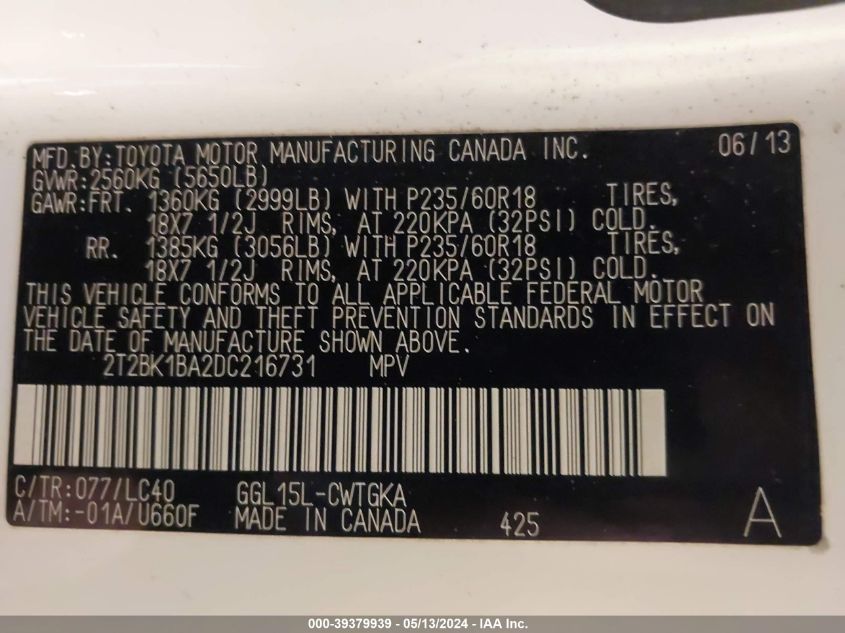 MFD.BY:TOYOTA MOTOR MANUFACTURING CANADA INC. 06/13
GVWR:2560KG (5650LB)
GAWR:FRT. 1360KG (2999LB) WITH P235/60R18 TIRES,
18X7 1/2J RIMS, AT 220KPA (32PSI) COLD.
RR. 1385KG (3056LB) WITH P235/60R18 TIRES,
18X7 1/2J RIMS, AT 220KPA (32PSI) COLD.
THIS VEHICLE CONFORMS TO ALL APPLICABLE FEDERAL MOTOR
VEHICLE SAFETY AND THEFT PREVENTION STANDARDS IN EFFECT ON
THE DATE OF MANUFACTURE SHOWN ABOVE.
2T2BK1BA2DC216731 MPV
C/TR:077/LC40 GGL15L-CWTGKA
A/TM:-01A/U660F MADE IN CANADA 425 A
000-39379939 - 05/13/2024 - IAA Inc.